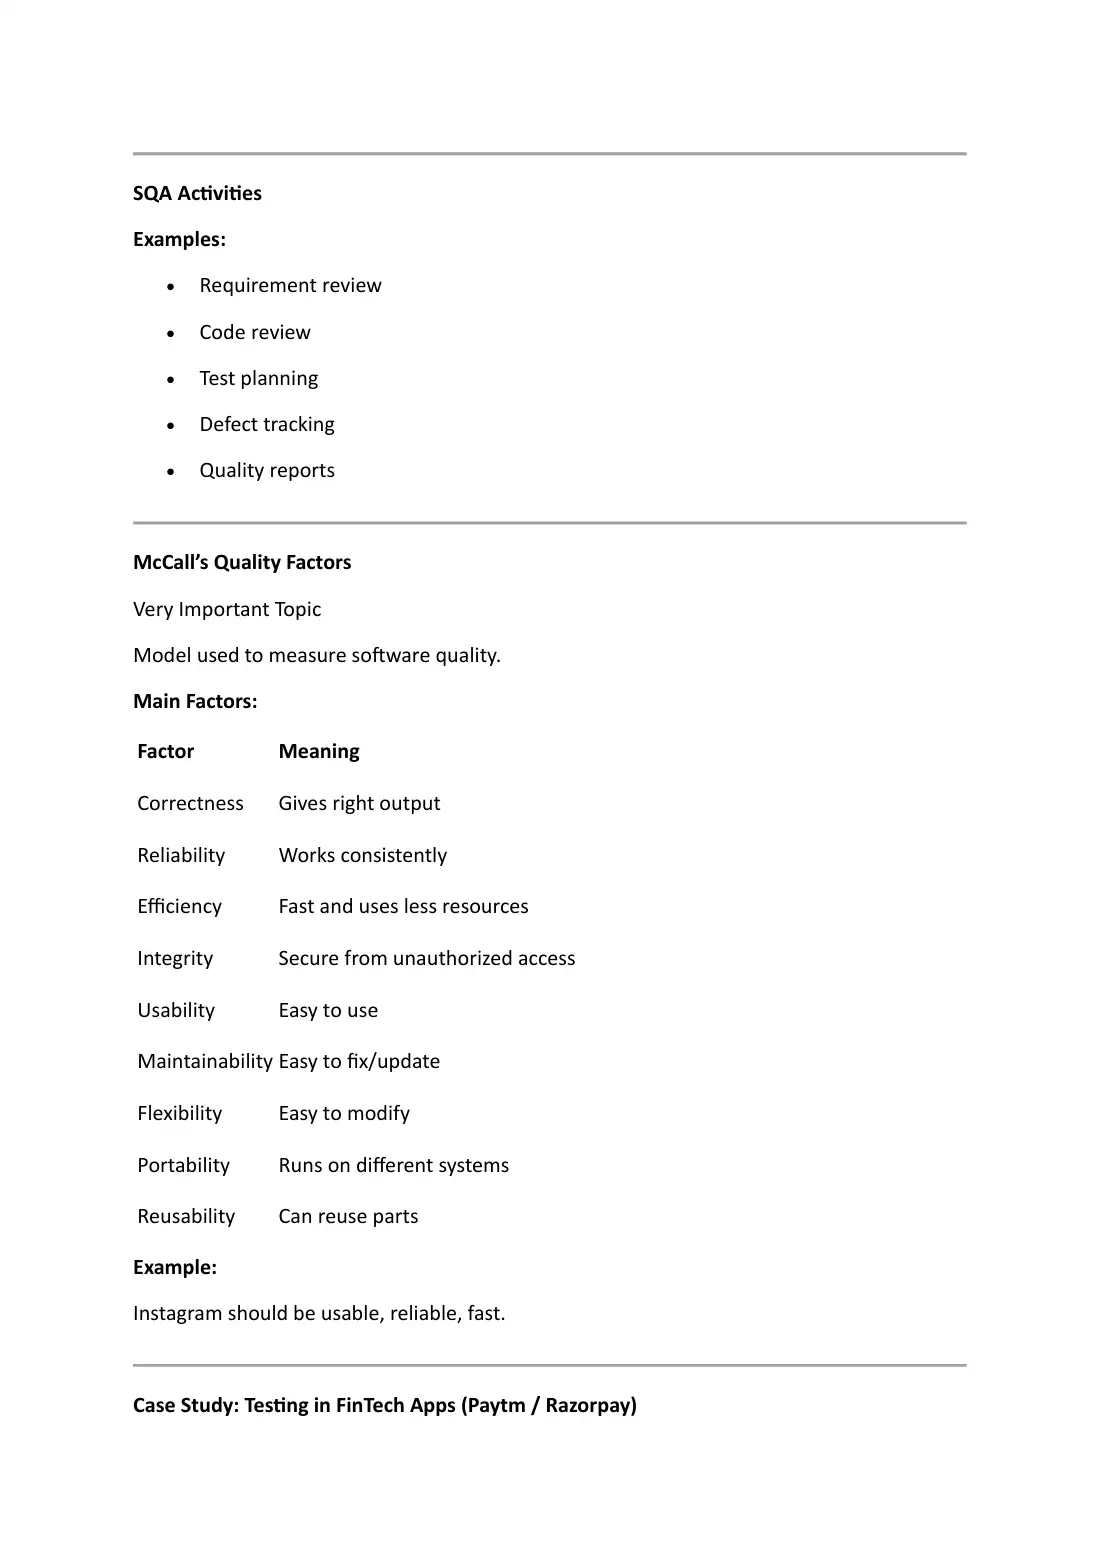 SQA Activities
Examples:
• Requirement review
• Code review
• Test planning
• Defect tracking
• Quality reports
McCall’s Quality Factors
Very Important Topic
Model used to measure software quality.
Main Factors:
Factor Meaning
Correctness Gives right output
Reliability Works consistently
Efficiency Fast and uses less resources
Integrity Secure from unauthorized access
Usability Easy to use
Maintainability Easy to fix/update
Flexibility Easy to modify
Portability Runs on different systems
Reusability Can reuse parts
Example:
Instagram should be usable, reliable, fast.
Case Study: Testing in FinTech Apps (Paytm / Razorpay)